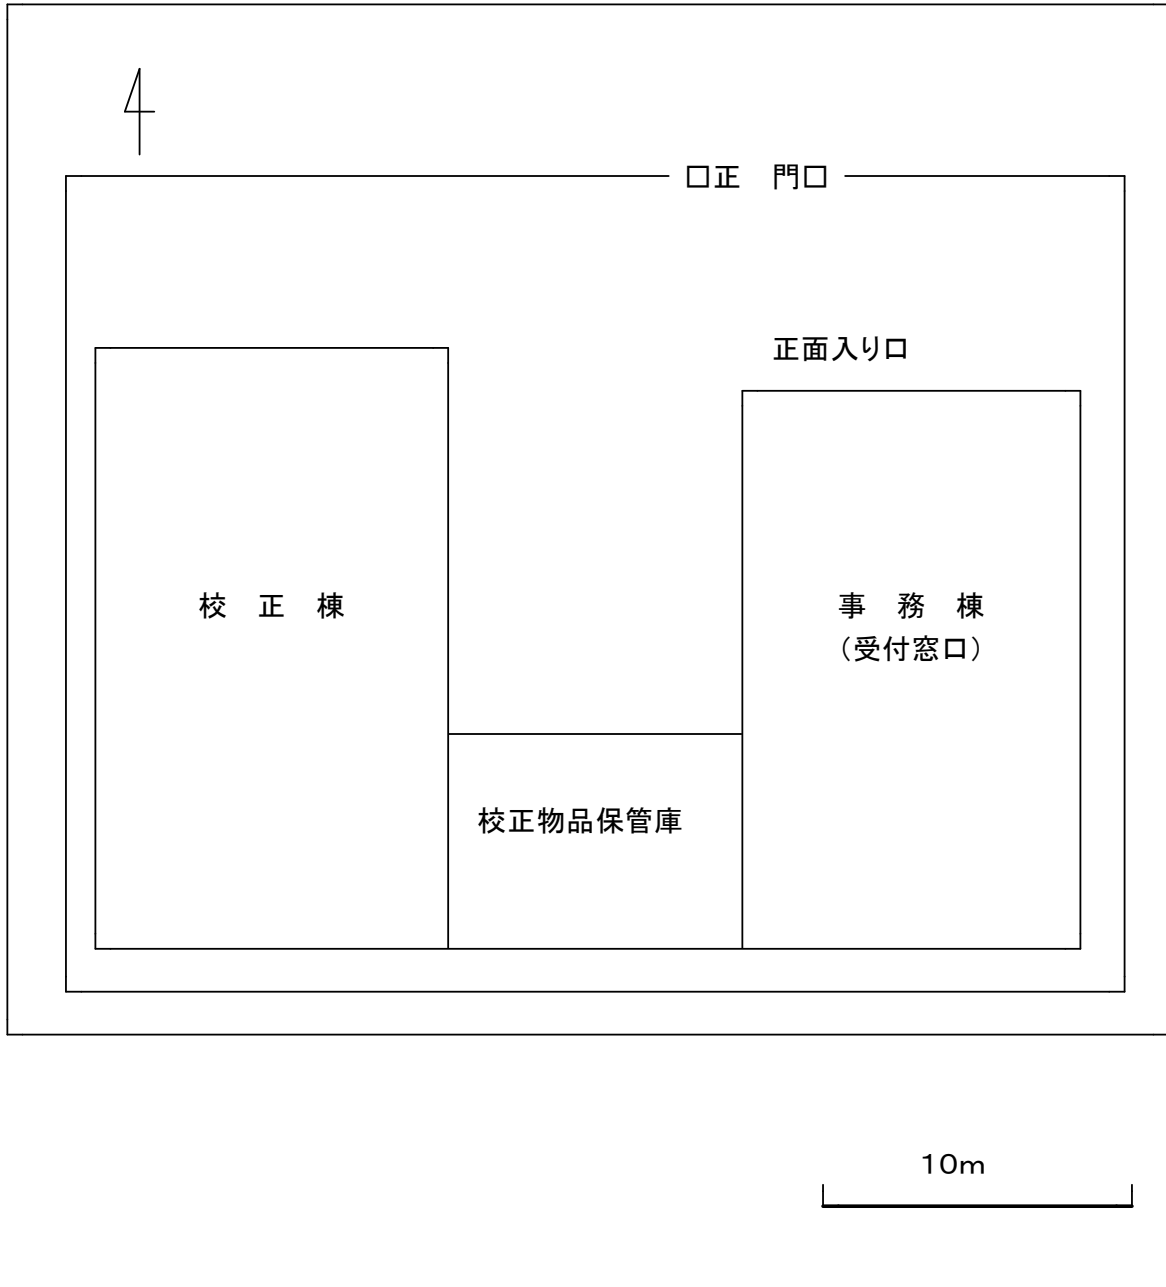 □正　門□
正面入り口
校　正　棟
事　務　棟
（受付窓口）
校正物品保管庫
10m